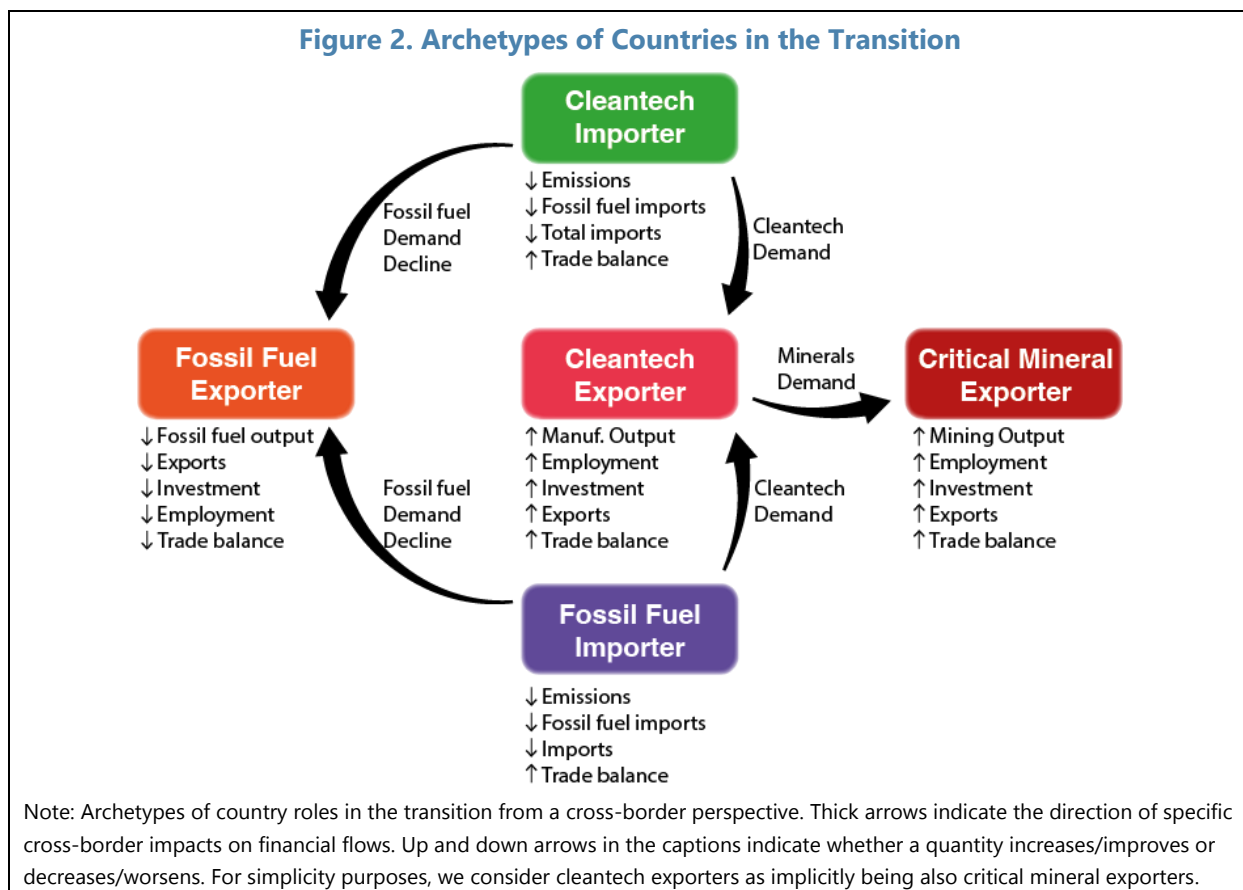 Figure 2. Archetypes of Countries in the Transition
Cleantech
Importer
↓ Emissions
↓ Fossil fuel imports
↓ Total imports
↑ Trade balance
Fossil fuel
Demand
Decline
Cleantech
Demand
Fossil Fuel
Exporter
↓ Fossil fuel output
↓ Exports
↓ Investment
↓ Employment
↓ Trade balance
Cleantech
Exporter
↑ Manuf. Output
↑ Employment
↑ Investment
↑ Exports
↑ Trade balance
Minerals
Demand
Critical Mineral
Exporter
↑ Mining Output
↑ Employment
↑ Investment
↑ Exports
↑ Trade balance
Fossil fuel
Demand
Decline
Cleantech
Demand
Fossil Fuel
Importer
↓ Emissions
↓ Fossil fuel imports
↓ Imports
↑ Trade balance
Note: Archetypes of country roles in the transition from a cross-border perspective. Thick arrows indicate the direction of specific
cross-border impacts on financial flows. Up and down arrows in the captions indicate whether a quantity increases/improves or
decreases/worsens. For simplicity purposes, we consider cleantech exporters as implicitly being also critical mineral exporters.